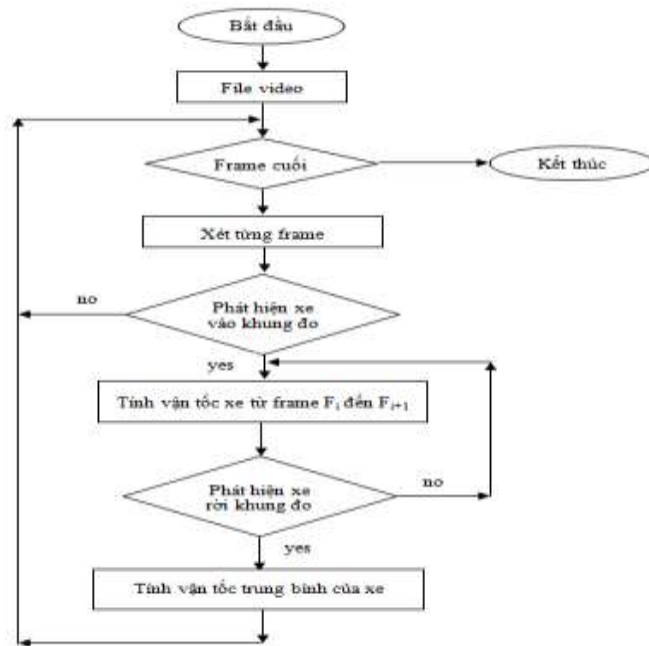 Bắt đầu
File video
Frame cuối
Kết thúc
Xét từng frame
no
Phát hiện xe
vào khung đo
yes
Tính vận tốc xe từ frame Fi đến Fi+1
Phát hiện xe
rời khung đo
no
yes
Tính vận tốc trung bình của xe